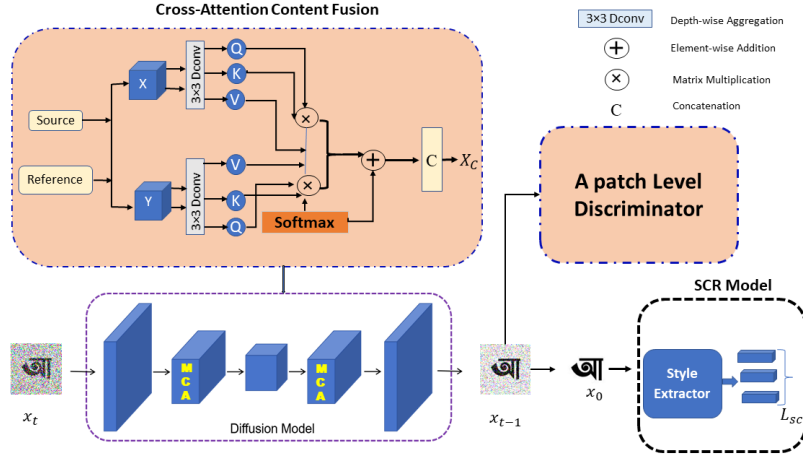 Cross-Attention Content Fusion
3×3 Dconv
Depth-wise Aggregation
+
Element-wise Addition
×
Matrix Multiplication
C
Concatenation
Source
Reference
X
Y
3×3 Dconv
3×3 Dconv
Q
K
V
V
K
Q
×
×
+
Softmax
C
X_C
A patch Level
Discriminator
SCR Model
আ
x_t
MCA
MCA
Diffusion Model
আ
x_{t−1}
আ
x_0
Style
Extractor
L_{sc}